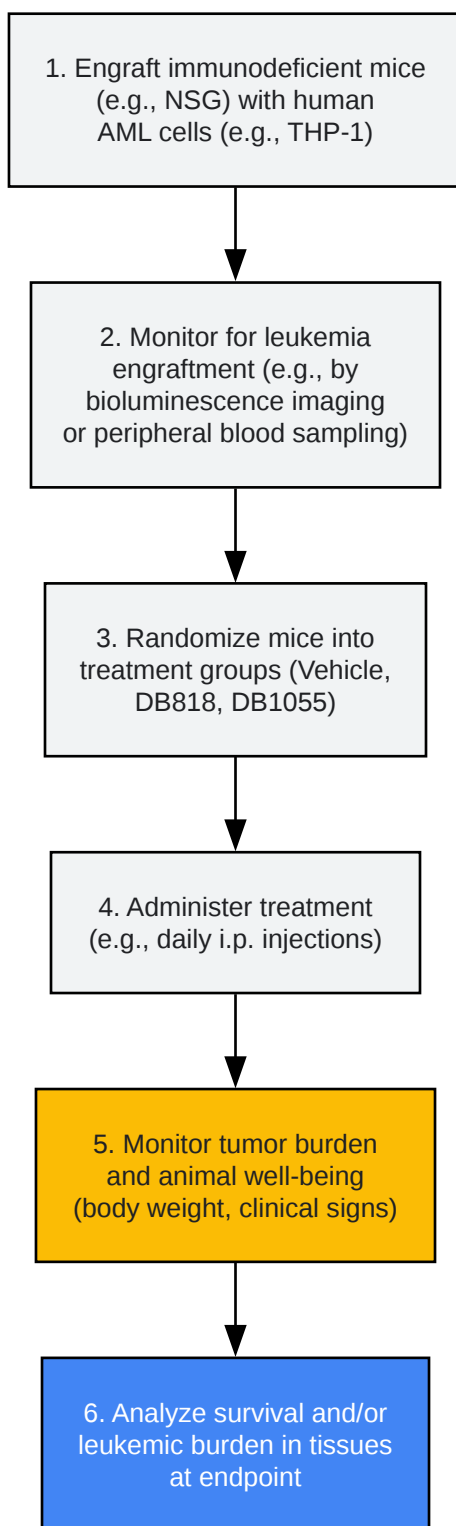 1. Engraft immunodeficient mice
(e.g., NSG) with human
AML cells (e.g., THP-1)
2. Monitor for leukemia
engraftment (e.g., by
bioluminescence imaging
or peripheral blood sampling)
3. Randomize mice into
treatment groups (Vehicle,
DB818, DB1055)
4. Administer treatment
(e.g., daily i.p. injections)
5. Monitor tumor burden
and animal well-being
(body weight, clinical signs)
6. Analyze survival and/or
leukemic burden in tissues
at endpoint